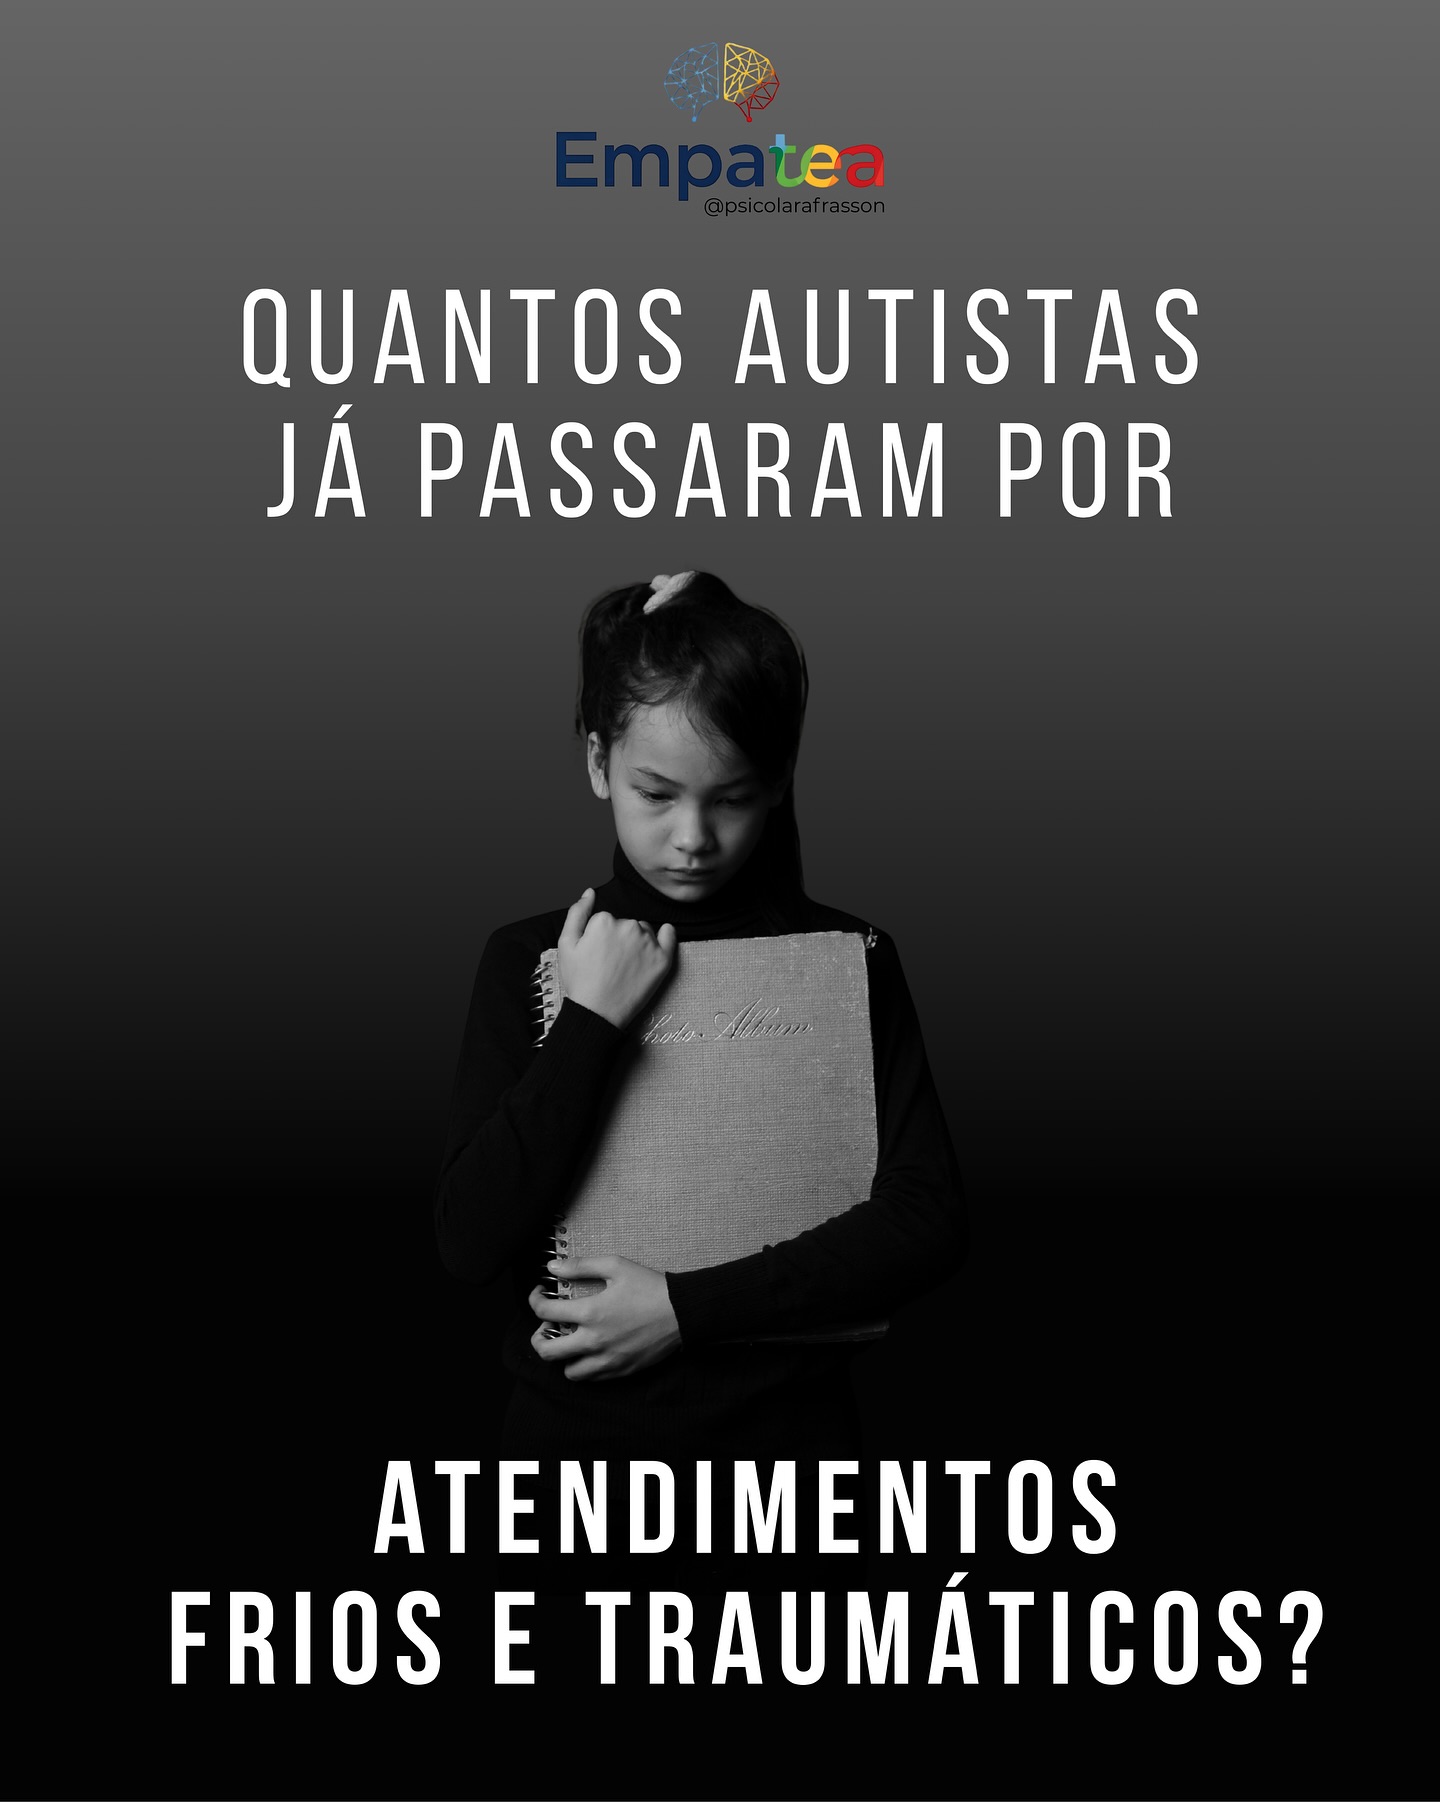 Empatea
@psicolarafrasson
QUANTOS AUTISTAS
JÁ PASSARAM POR
Photo Album
ATENDIMENTOS
FRIOS E TRAUMÁTICOS?